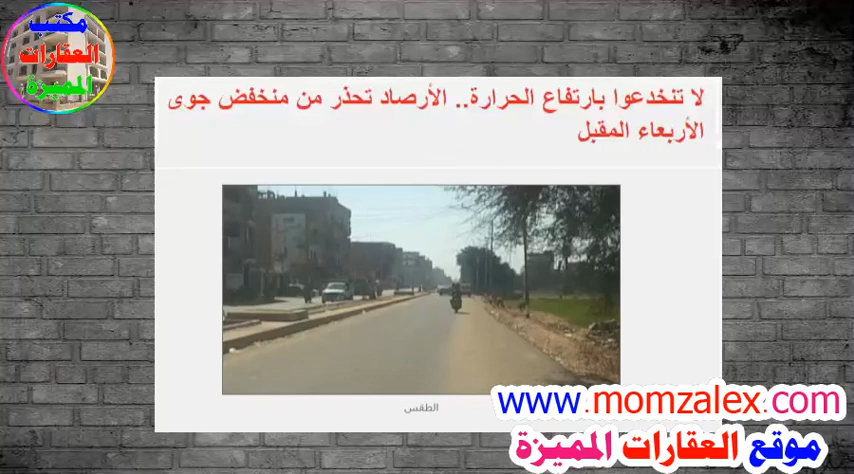 مكتب
العقارات
المميزة
لا تنخدعوا بارتفاع الحرارة.. الأرصاد تحذر من منخفض جوى
الأربعاء المقبل
الطقس
www.momzalex.com
موقع العقارات المميزة